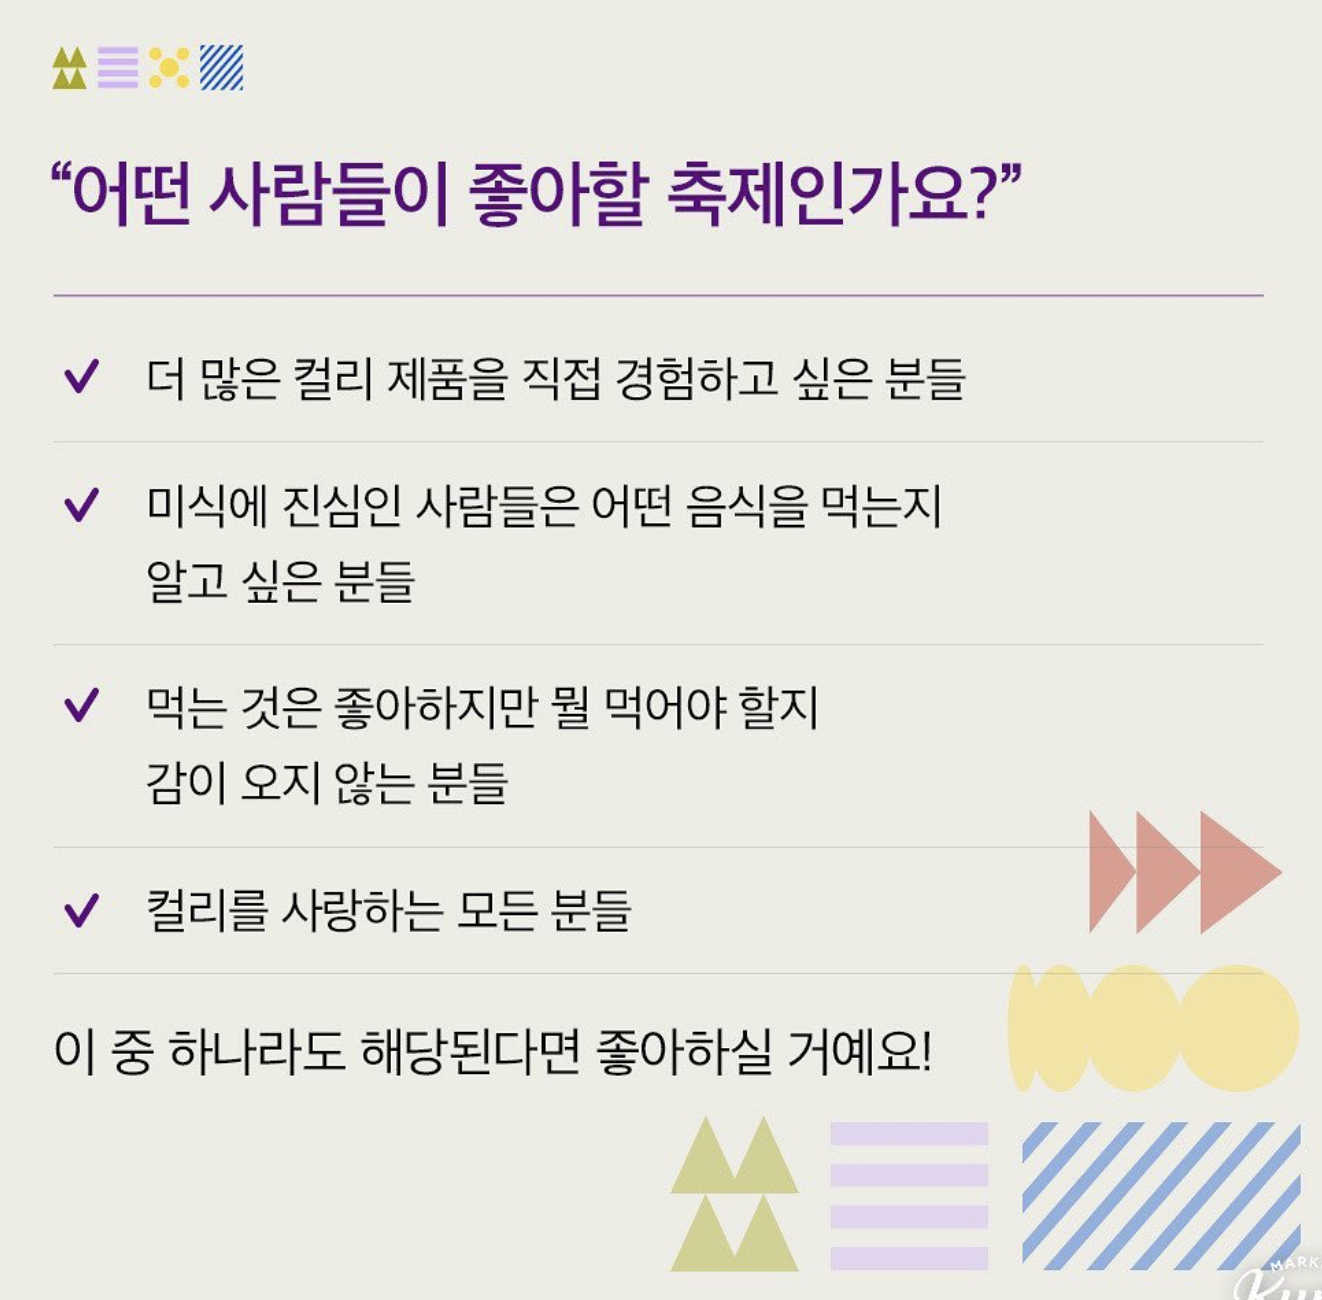 “어떤 사람들이 좋아할 축제인가요?”
더 많은 컬리 제품을 직접 경험하고 싶은 분들
미식에 진심인 사람들은 어떤 음식을 먹는지
알고 싶은 분들
먹는 것은 좋아하지만 뭘 먹어야 할지
감이 오지 않는 분들
컬리를 사랑하는 모든 분들
이 중 하나라도 해당된다면 좋아하실 거예요!